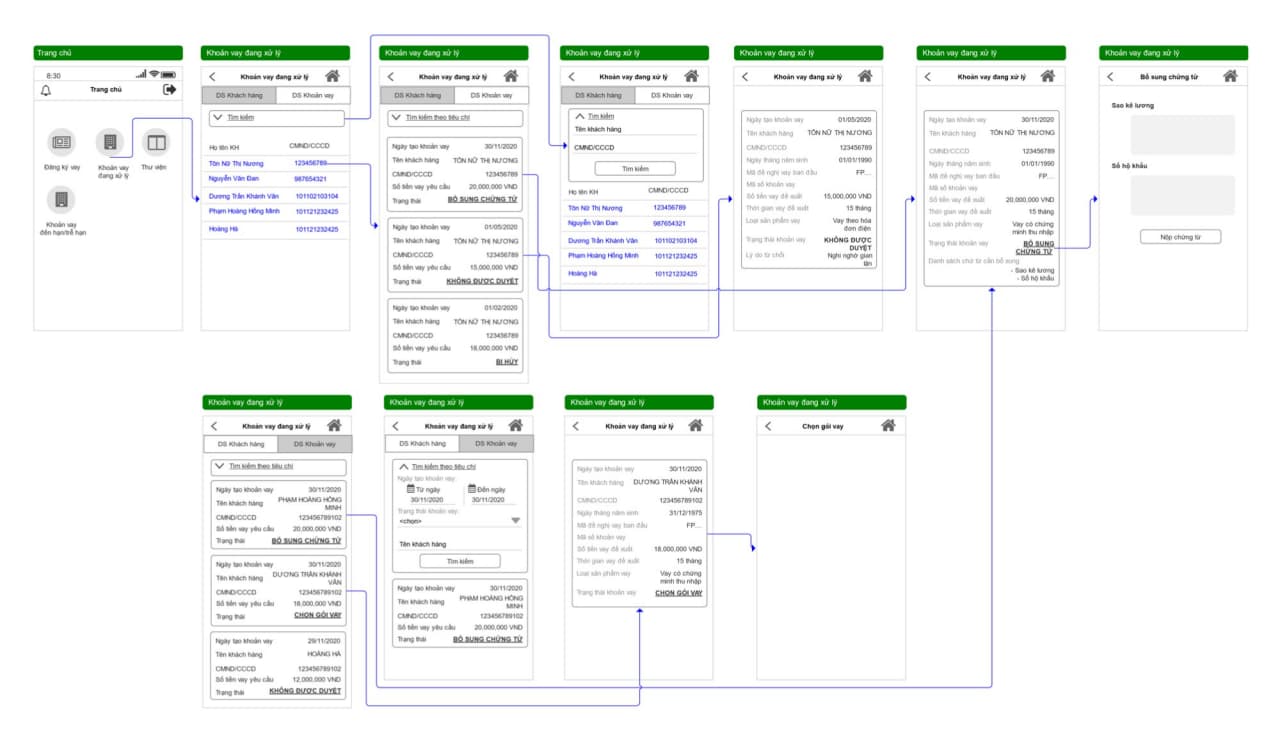 Trang chủ
8:30
Trang chủ
Đăng ký vay
Khoản vay
đang xử lý
Thư viện
Khoản vay
đến hạn/trễ hạn
Khoản vay đang xử lý
Khoản vay đang xử lý
DS Khách hàng
DS Khoản vay
Tìm kiếm
Họ tên KH
CMND/CCCD
Tôn Nữ Thị Nương
123456789
Nguyễn Văn Đan
987654321
Dương Trần Khánh Vân
101102103104
Phạm Hoàng Hồng Minh
101121232425
Hoàng Hà
101121232425
Khoản vay đang xử lý
Khoản vay đang xử lý
DS Khách hàng
DS Khoản vay
Tìm kiếm theo tiêu chí
Ngày tạo khoản vay
30/11/2020
Tên khách hàng
TÔN NỮ THỊ NƯƠNG
CMND/CCCD
123456789
Số tiền vay yêu cầu
20,000,000 VND
Trạng thái
BỔ SUNG CHỨNG TỪ
Ngày tạo khoản vay
01/05/2020
Tên khách hàng
TÔN NỮ THỊ NƯƠNG
CMND/CCCD
123456789
Số tiền vay yêu cầu
15,000,000 VND
Trạng thái
KHÔNG ĐƯỢC DUYỆT
Ngày tạo khoản vay
01/02/2020
Tên khách hàng
TÔN NỮ THỊ NƯƠNG
CMND/CCCD
123456789
Số tiền vay yêu cầu
18,000,000 VND
Trạng thái
BỊ HỦY
Khoản vay đang xử lý
Khoản vay đang xử lý
DS Khách hàng
DS Khoản vay
Tìm kiếm
Tên khách hàng
CMND/CCCD
Tìm kiếm
Họ tên KH
CMND/CCCD
Tôn Nữ Thị Nương
123456789
Nguyễn Văn Đan
987654321
Dương Trần Khánh Vân
101102103104
Phạm Hoàng Hồng Minh
101121232425
Hoàng Hà
101121232425
Khoản vay đang xử lý
Khoản vay đang xử lý
Ngày tạo khoản vay
01/05/2020
Tên khách hàng
TÔN NỮ THỊ NƯƠNG
CMND/CCCD
123456789
Ngày tháng năm sinh
01/01/1990
Mã đề nghị vay ban đầu
FP...
Mã số khoản vay
Số tiền vay đề xuất
15,000,000 VND
Thời gian vay đề xuất
15 tháng
Loại sản phẩm vay
Vay theo hóa
đơn điện
Trạng thái khoản vay
KHÔNG ĐƯỢC
DUYỆT
Lý do từ chối
Nghi nghờ gian
lận
Khoản vay đang xử lý
Khoản vay đang xử lý
Ngày tạo khoản vay
30/11/2020
Tên khách hàng
TÔN NỮ THỊ NƯƠNG
CMND/CCCD
123456789
Ngày tháng năm sinh
01/01/1990
Mã đề nghị vay ban đầu
FP...
Mã số khoản vay
Số tiền vay đề xuất
20,000,000 VND
Thời gian vay đề xuất
15 tháng
Loại sản phẩm vay
Vay có chứng
minh thu nhập
Trạng thái khoản vay
BỔ SUNG
CHỨNG TỪ
Danh sách chứ từ cần bổ sung
- Sao kê lương
- Sổ hộ khẩu
Khoản vay đang xử lý
Bổ sung chứng từ
Sao kê lương
Sổ hộ khẩu
Nộp chứng từ
Khoản vay đang xử lý
Khoản vay đang xử lý
DS Khách hàng
DS Khoản vay
Tìm kiếm theo tiêu chí
Ngày tạo khoản vay
30/11/2020
Tên khách hàng
PHẠM HOÀNG HỒNG
MINH
CMND/CCCD
123456789102
Số tiền vay yêu cầu
20,000,000 VND
Trạng thái
BỔ SUNG CHỨNG TỪ
Ngày tạo khoản vay
30/11/2020
Tên khách hàng
DƯƠNG TRẦN KHÁNH
VÂN
CMND/CCCD
123456789102
Số tiền vay yêu cầu
18,000,000 VND
Trạng thái
CHỌN GÓI VAY
Ngày tạo khoản vay
29/11/2020
Tên khách hàng
HOÀNG HÀ
CMND/CCCD
123456789102
Số tiền vay yêu cầu
12,000,000 VND
Trạng thái
KHÔNG ĐƯỢC DUYỆT
Khoản vay đang xử lý
Khoản vay đang xử lý
DS Khách hàng
DS Khoản vay
Tìm kiếm theo tiêu chí
Ngày tạo khoản vay:
Từ ngày
Đến ngày
30/11/2020
30/11/2020
Trạng thái khoản vay:
<chọn>
Tên khách hàng
Tìm kiếm
Ngày tạo khoản vay
30/11/2020
Tên khách hàng
PHẠM HOÀNG HỒNG
MINH
CMND/CCCD
123456789102
Số tiền vay yêu cầu
20,000,000 VND
Trạng thái
BỔ SUNG CHỨNG TỪ
Khoản vay đang xử lý
Khoản vay đang xử lý
Ngày tạo khoản vay
30/11/2020
Tên khách hàng
DƯƠNG TRẦN KHÁNH
VÂN
CMND/CCCD
123456789102
Ngày tháng năm sinh
31/12/1975
Mã đề nghị vay ban đầu
FP...
Mã số khoản vay
Số tiền vay đề xuất
18,000,000 VND
Thời gian vay đề xuất
15 tháng
Loại sản phẩm vay
Vay có chứng
minh thu nhập
Trạng thái khoản vay
CHỌN GÓI VAY
Khoản vay đang xử lý
Chọn gói vay